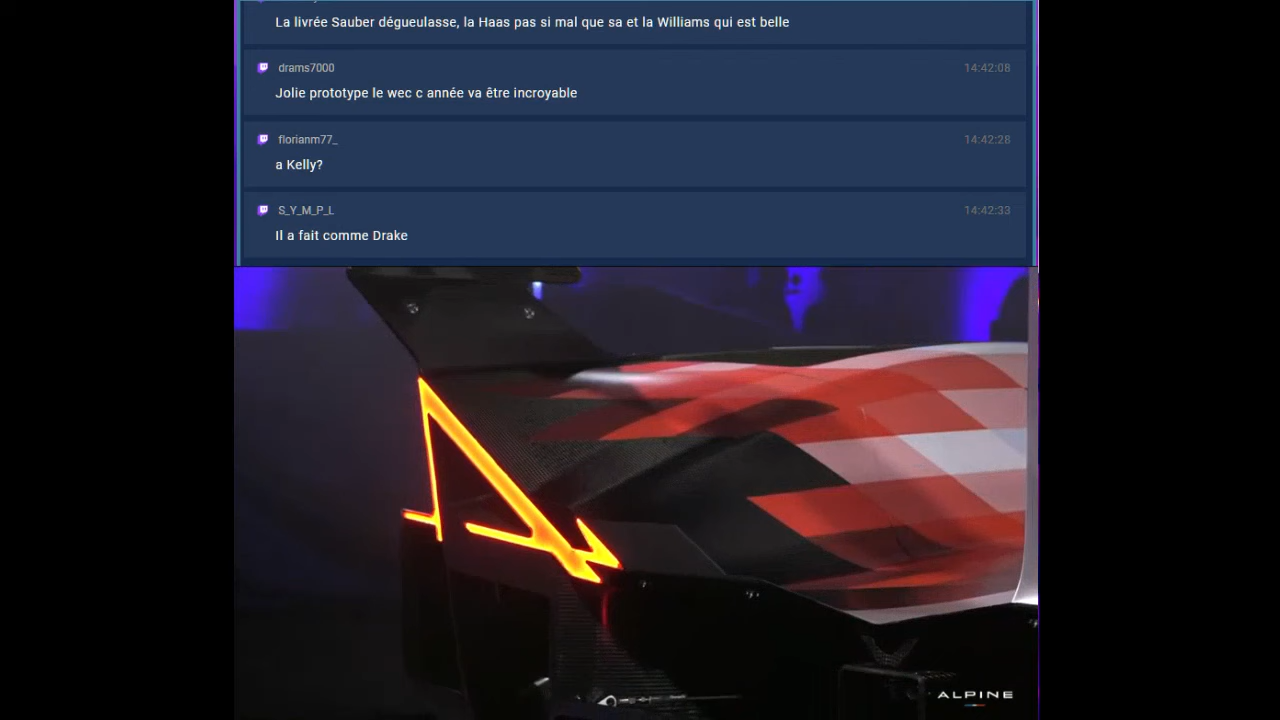 La livrée Sauber dégueulasse, la Haas pas si mal que sa et la Williams qui est belle
drams7000
14:42:08
Jolie prototype le wec c année va être incroyable
florianm77_
14:42:28
a Kelly?
S_Y_M_P_L
14:42:33
Il a fait comme Drake
ALPINE